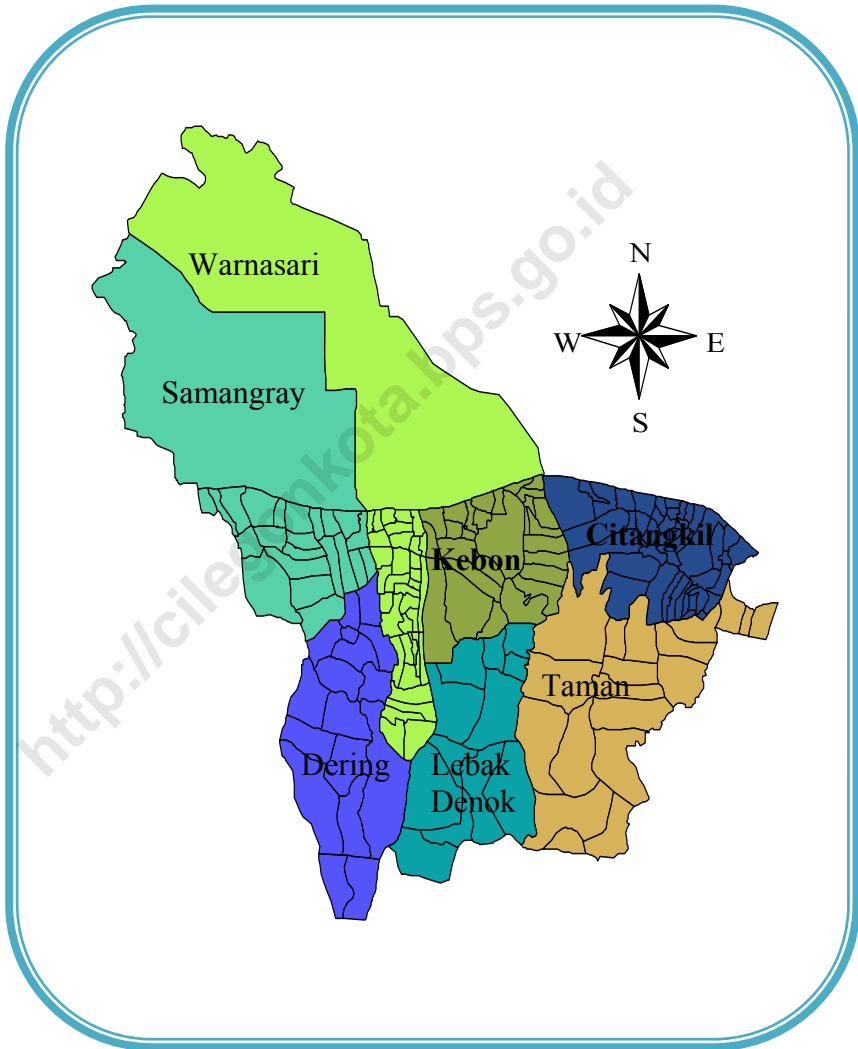 Warnasari
N
W
E
S
Samangray
Citangkil
Kebon
Taman
Dering
Lebak
Denok
http://cilegonkota.bps.go.id